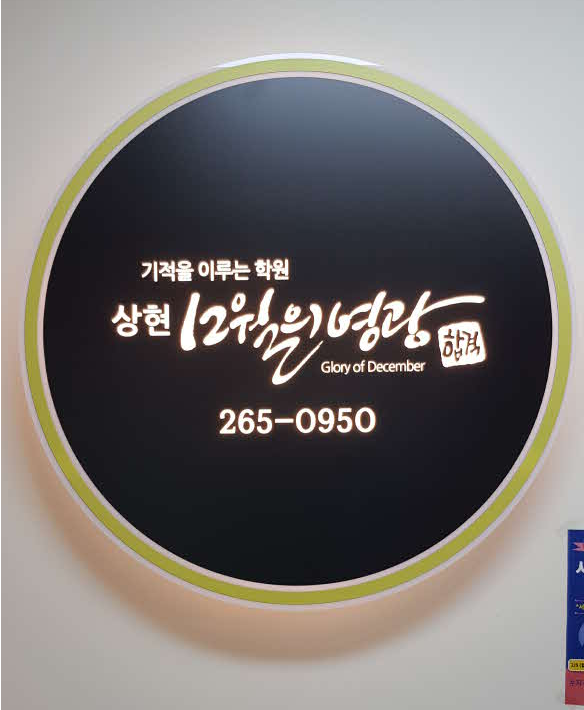 기적을 이루는 학원
상현 12월의 영광
합격
Glory of December
265-0950